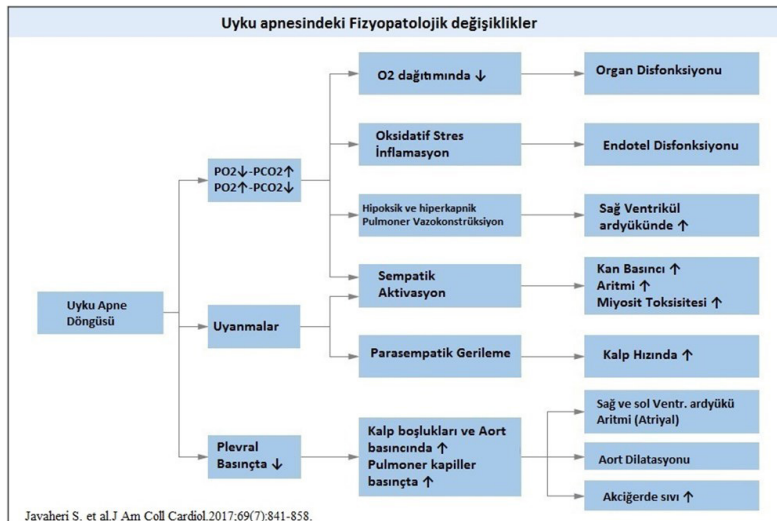 Uyku apnesindeki Fizyopatolojik değişiklikler
O2 dağıtımında ↓
Organ Disfonksiyonu
Oksidatif Stres
İnflamasyon
Endotel Disfonksiyonu
PO2↓-PCO2↑
PO2↑-PCO2↓
Hipoksik ve hiperkapnik
Pulmoner Vazokonstrüksiyon
Sağ Ventrikül
ardyükünde ↑
Sempatik
Aktivasyon
Kan Basıncı ↑
Aritmi ↑
Miyosit Toksisitesi ↑
Uyku Apne
Döngüsü
Uyanmalar
Parasempatik Gerileme
Kalp Hızında ↑
Plevral
Basınçta ↓
Kalp boşlukları ve Aort
basıncında ↑
Pulmoner kapiller
basınçta ↑
Sağ ve sol Ventr. ardyükü
Aritmi (Atriyal)
Aort Dilatasyonu
Akciğerde sıvı ↑
Javaheri S. et al.J Am Coll Cardiol.2017;69(7):841-858.